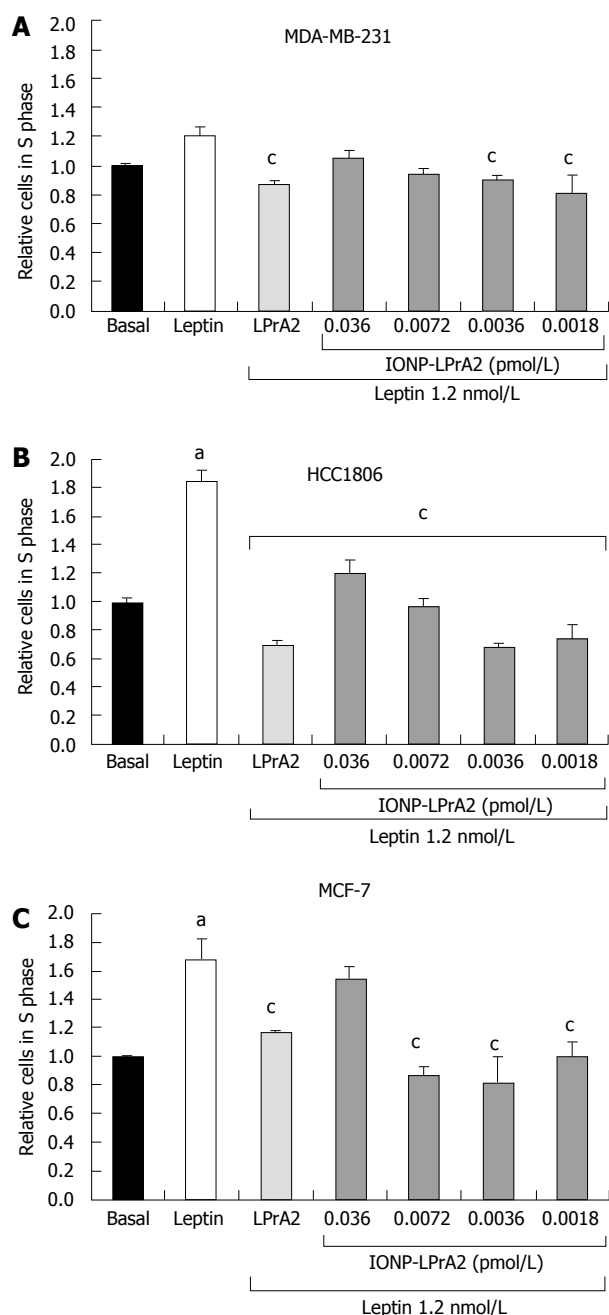 A
MDA-MB-231
Relative cells in S phase
2.0
1.8
1.6
1.4
1.2
1.0
0.8
0.6
0.4
0.2
0.0
c
c
c
Basal Leptin LPrA2 0.036 0.0072 0.0036 0.0018
IONP-LPrA2 (pmol/L)
Leptin 1.2 nmol/L
B
HCC1806
Relative cells in S phase
2.0
1.8
1.6
1.4
1.2
1.0
0.8
0.6
0.4
0.2
0.0
a
c
Basal Leptin LPrA2 0.036 0.0072 0.0036 0.0018
IONP-LPrA2 (pmol/L)
Leptin 1.2 nmol/L
MCF-7
C
Relative cells in S phase
2.0
1.8
1.6
1.4
1.2
1.0
0.8
0.6
0.4
0.2
0.0
a
c
c
c
c
Basal Leptin LPrA2 0.036 0.0072 0.0036 0.0018
IONP-LPrA2 (pmol/L)
Leptin 1.2 nmol/L